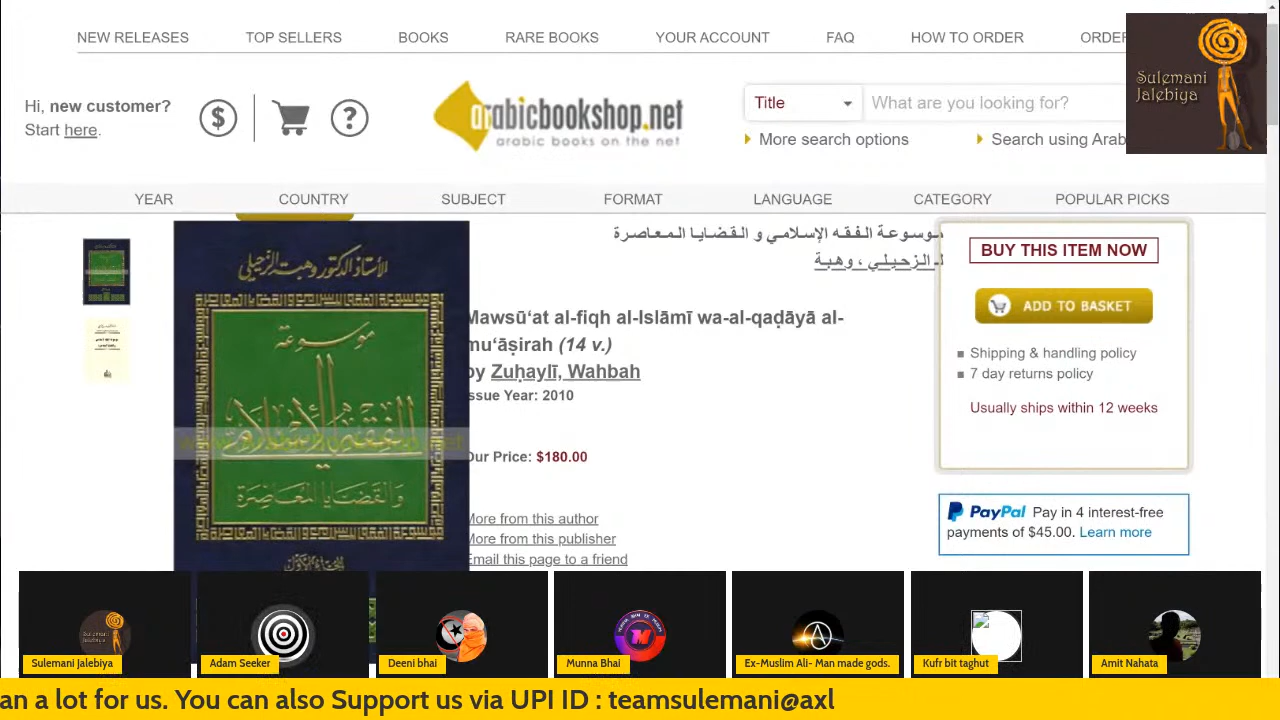 NEW RELEASES TOP SELLERS BOOKS RARE BOOKS YOUR ACCOUNT FAQ HOW TO ORDER ORDER
Sulemani
Jalebiya
Hi, new customer?
Start here.
$
?
arabicbookshop.net
arabic books on the net
Title
What are you looking for?
More search options
Search using Arab
YEAR COUNTRY SUBJECT FORMAT LANGUAGE CATEGORY POPULAR PICKS
موسوعة الفقه الإسلامي و القضايا المعاصرة
لـ الزحيلي ، وهبة
الأستاذ الدكتور وهبة الزحيلي
موسوعة
الفقه الإسلامي
والقضايا المعاصرة
الجزء الأول
Mawsū‘at al-fiqh al-Islāmī wa-al-qaḍāyā al-
mu‘āṣirah (14 v.)
by Zuḥaylī, Wahbah
ssue Year: 2010
Our Price: $180.00
More from this author
More from this publisher
Email this page to a friend
BUY THIS ITEM NOW
ADD TO BASKET
Shipping & handling policy
7 day returns policy
Usually ships within 12 weeks
PayPal Pay in 4 interest-free
payments of $45.00. Learn more
Sulemani Jalebiya
Adam Seeker
Deeni bhai
Munna Bhai
Ex-Muslim Ali- Man made gods.
Kufr bit taghut
Amit Nahata
an a lot for us. You can also Support us via UPI ID : teamsulemani@axl